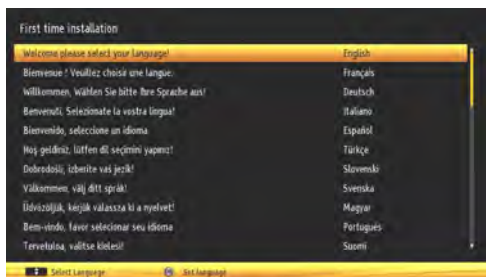 First time installation
Welcome please select your language! English
Bienvenue ! Veuillez choisir une langue. Français
Willkommen, Wählen Sie bitte Ihre Sprache aus! Deutsch
Benvenuti, Selezionate la vostra lingua! Italiano
Bienvenido, seleccione un idioma Español
Hoş geldiniz, lütfen dil seçimini yapınız! Türkçe
Dobrodošli, izberite vaš jezik! Slovenski
Välkommen, välj ditt språk! Svenska
Üdvözöljük, kérjük válassza ki a nyelvet! Magyar
Bem-vindo, favor selecionar seu idioma Português
Tervetuloa, valitse kielesi! Suomi
Select Language Set language